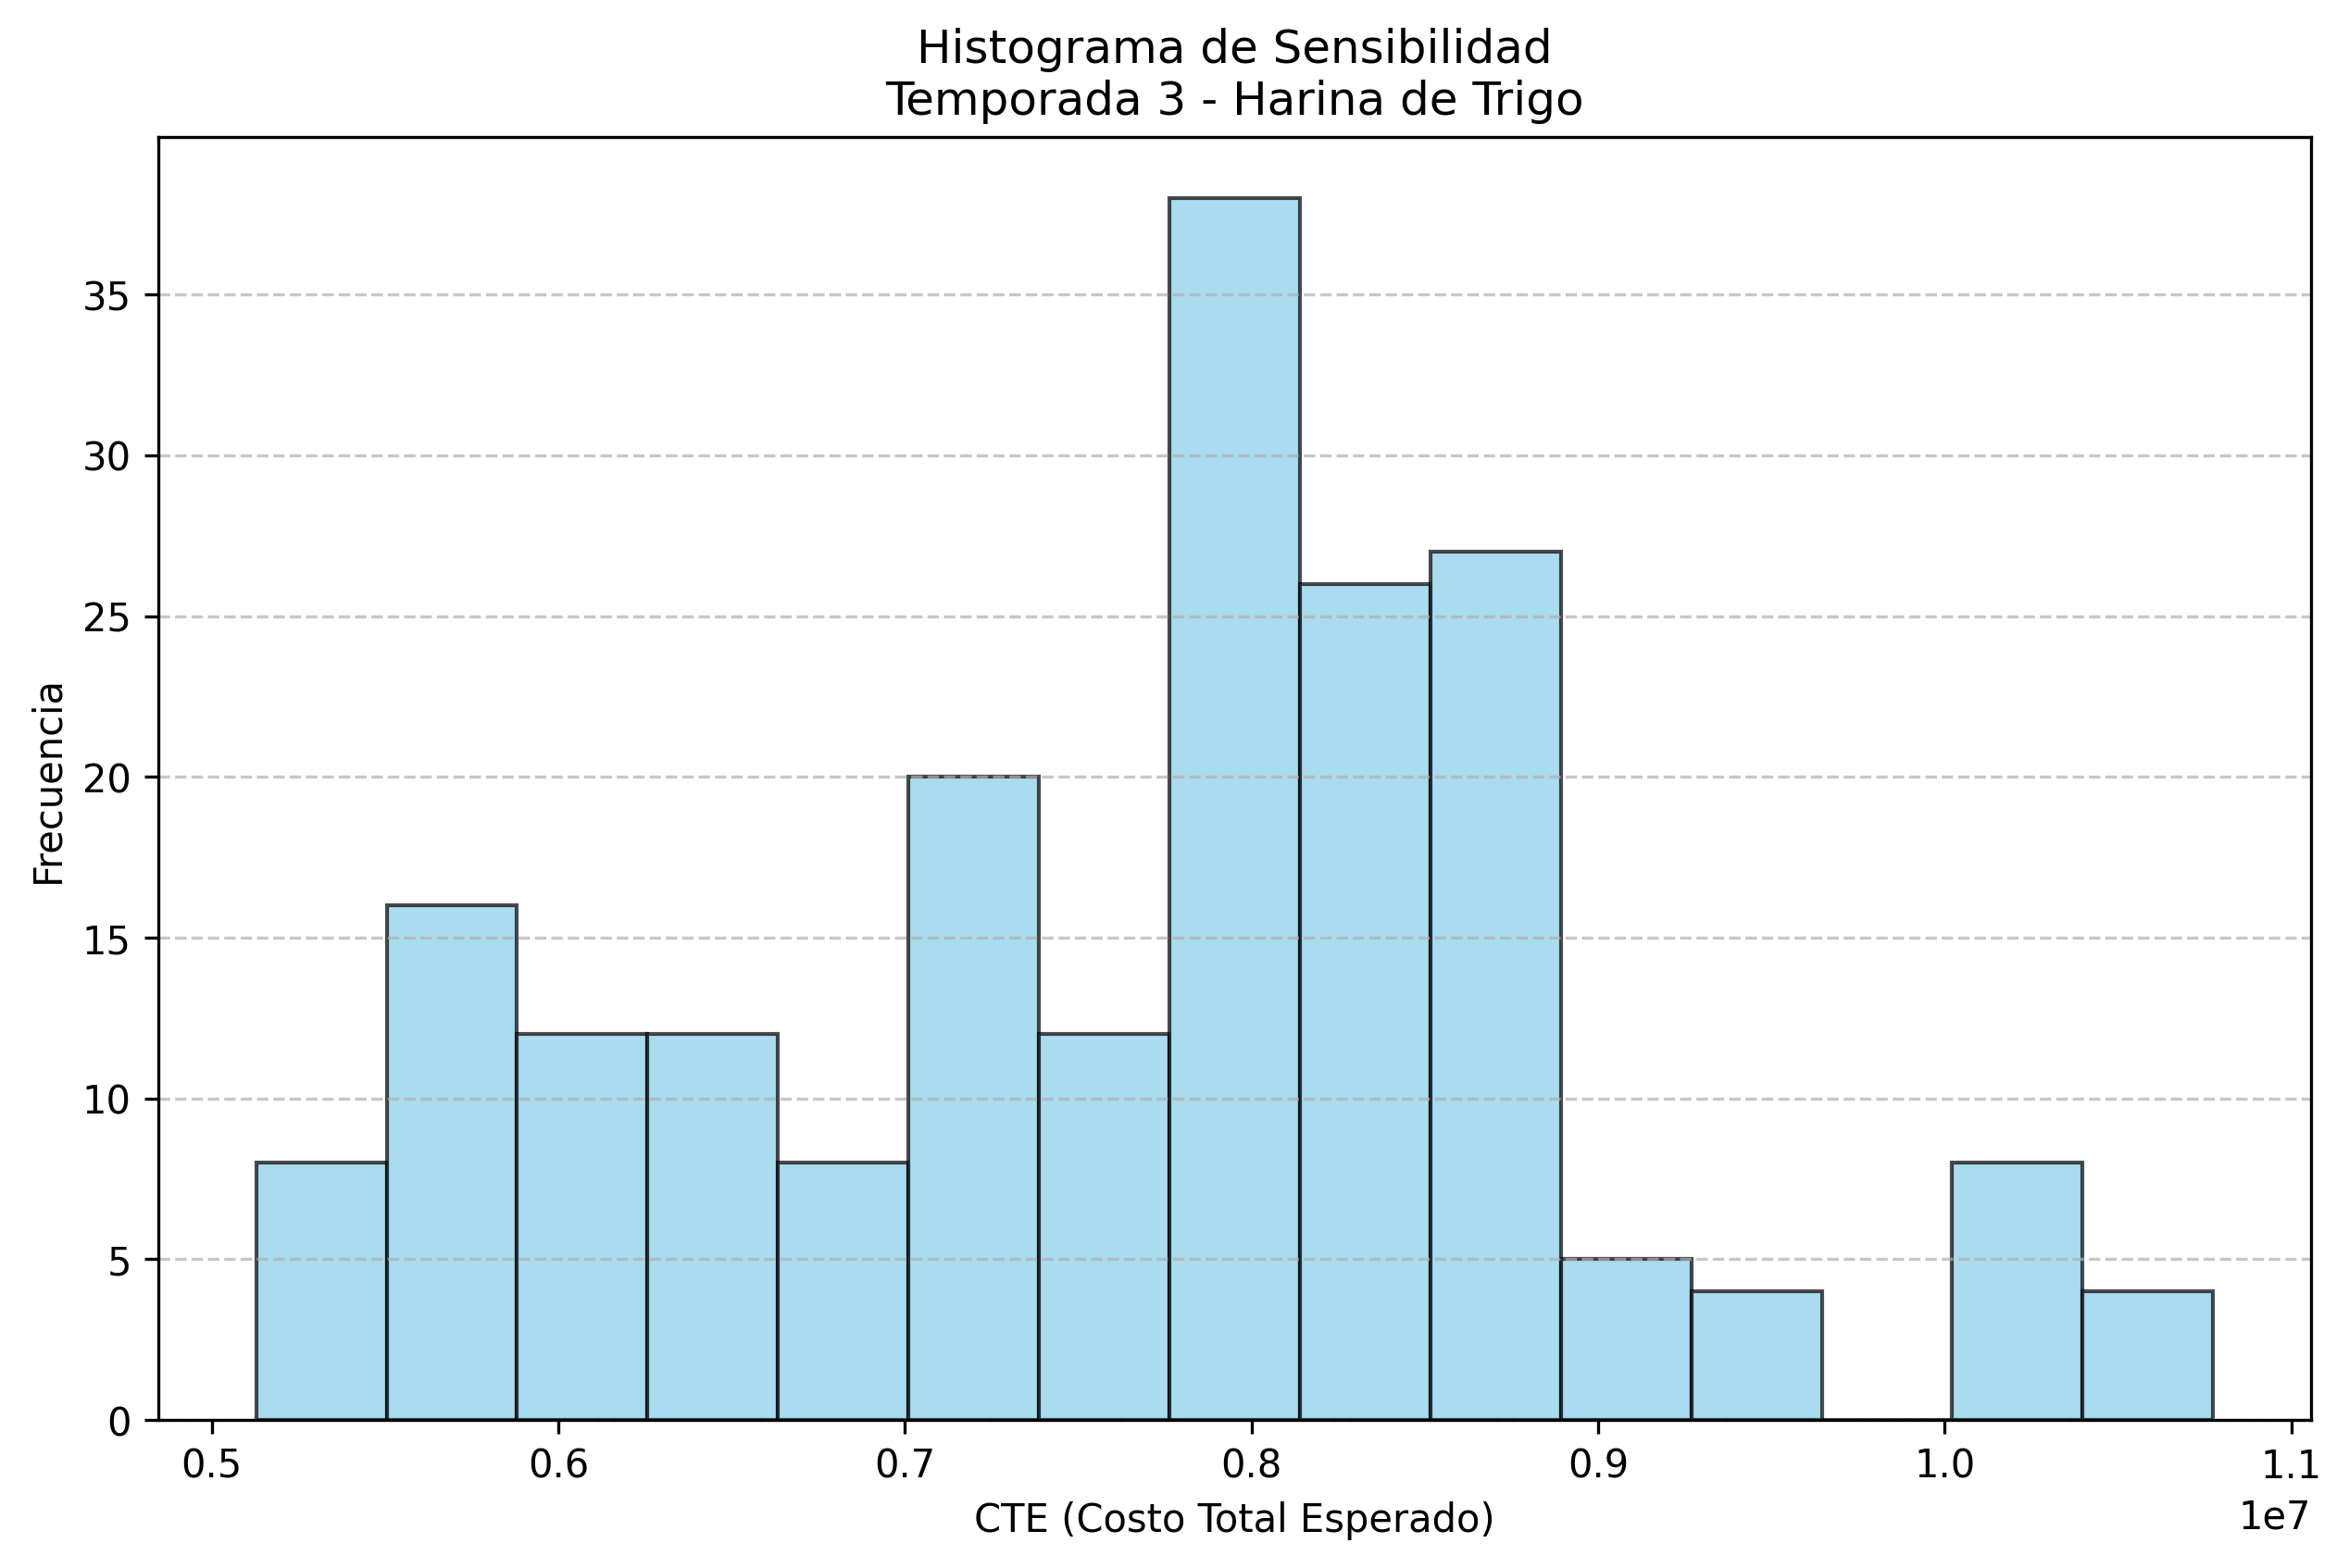 Histograma de Sensibilidad
Temporada 3 - Harina de Trigo
35
30
25
20
15
10
5
0
Frecuencia
0.5 0.6 0.7 0.8 0.9 1.0 1.1
1e7
CTE (Costo Total Esperado)